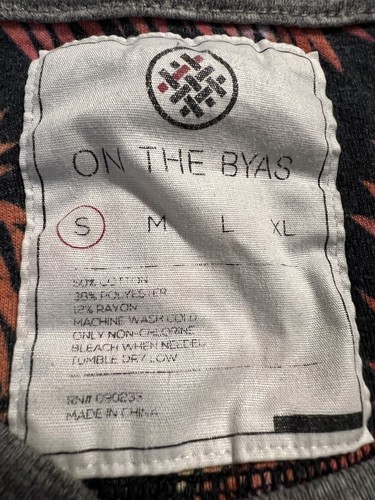 ON THE BYAS
S M L XL
50% COTTON
38% POLYESTER
12% RAYON
MACHINE WASH COLD
ONLY NON-CHLORINE
BLEACH WHEN NEEDED
TUMBLE DRY LOW
RN# 090233
MADE IN CHINA